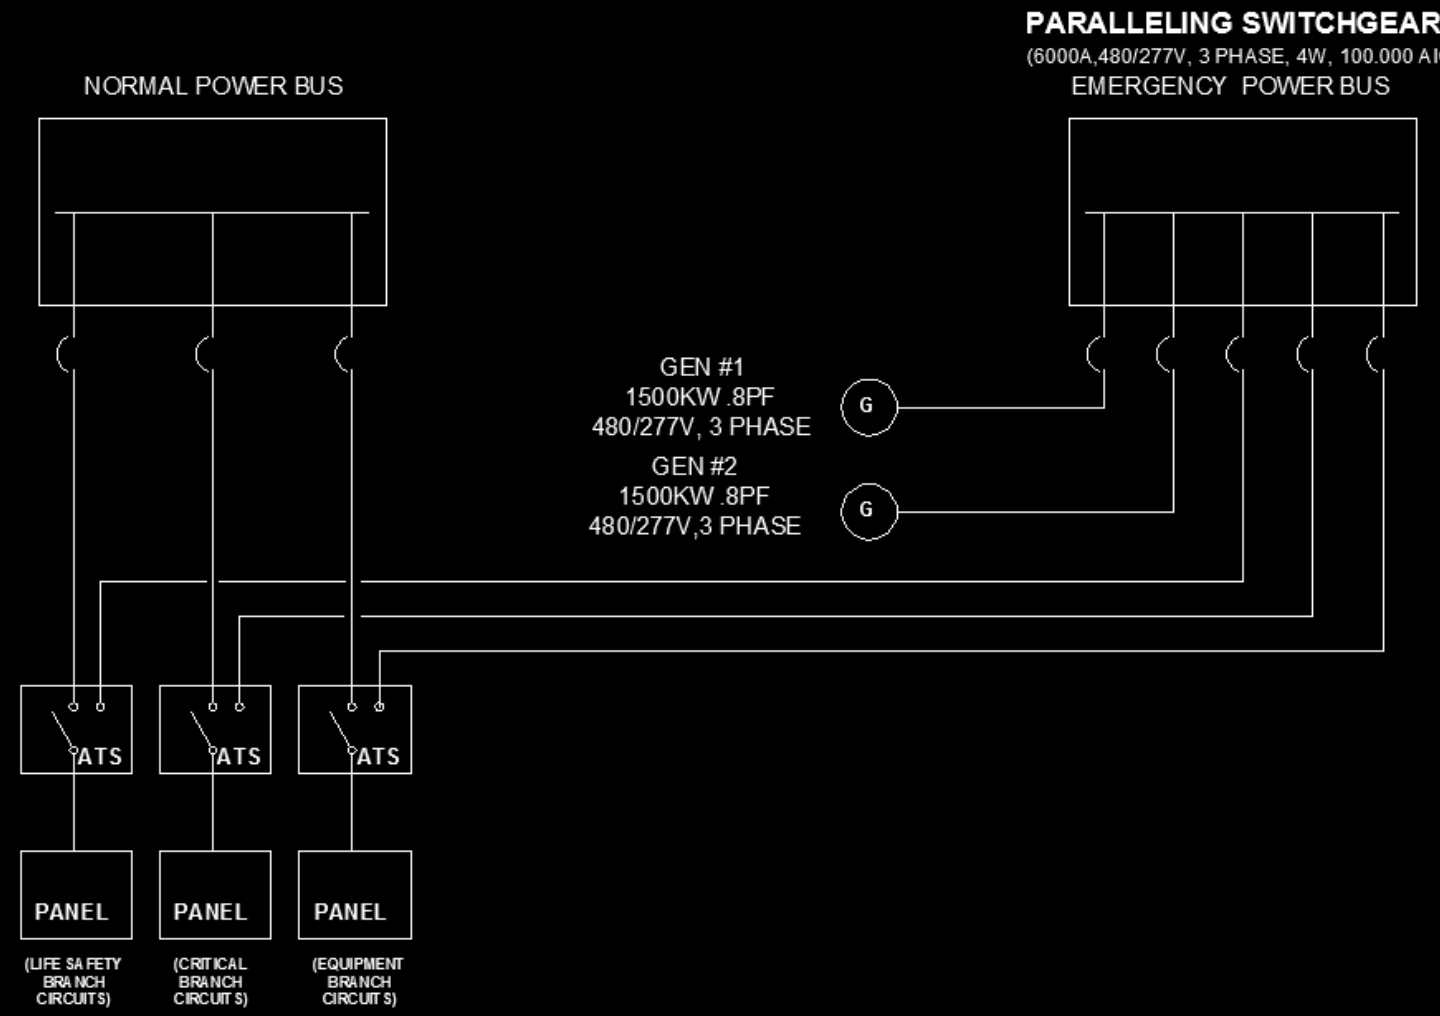 PARALLELING SWITCHGEAR
(6000A,480/277V, 3 PHASE, 4W, 100.000 AI
NORMAL POWER BUS
EMERGENCY POWER BUS
GEN #1
1500KW .8PF
480/277V, 3 PHASE
G
GEN #2
1500KW .8PF
480/277V,3 PHASE
G
ATS
ATS
ATS
PANEL
PANEL
PANEL
(LIFE SAFETY
BRANCH
CIRCUITS)
(CRITICAL
BRANCH
CIRCUITS)
(EQUIPMENT
BRANCH
CIRCUITS)